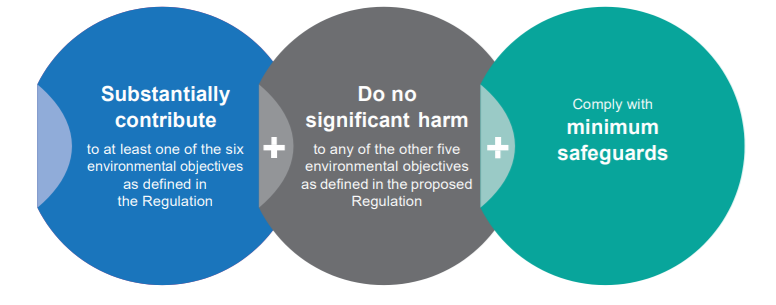 Substantially
contribute
to at least one of the six
environmental objectives
as defined in
the Regulation
+
Do no
significant harm
to any of the other five
environmental objectives
as defined in the proposed
Regulation
+
Comply with
minimum
safeguards